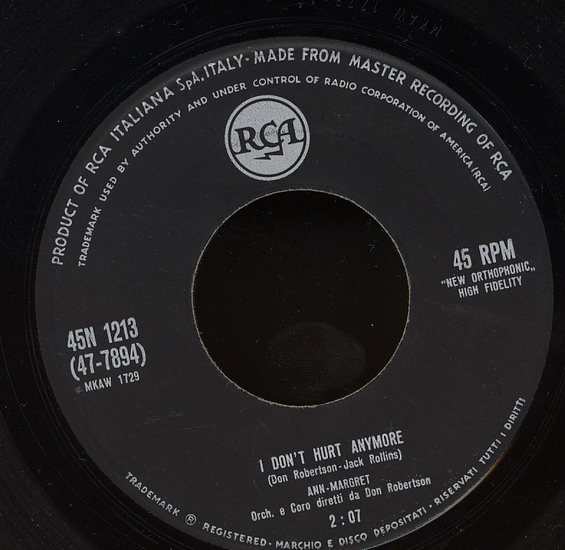 PRODUCT OF RCA ITALIANA SpA, ITALY · MADE FROM MASTER RECORDING OF RCA
TRADEMARK USED BY AUTHORITY AND UNDER CONTROL OF RADIO CORPORATION OF AMERICA (RCA)
RCA
45 RPM
"NEW ORTHOPHONIC„
HIGH FIDELITY
45N 1213
(47-7894)
MKAW 1729
I DON'T HURT ANYMORE
(Don Robertson-Jack Rollins)
ANN-MARGRET
Orch. e Coro diretti da Don Robertson
2:07
TRADEMARK ® REGISTERED · MARCHIO E DISCO DEPOSITATI · RISERVATI TUTTI I DIRITTI